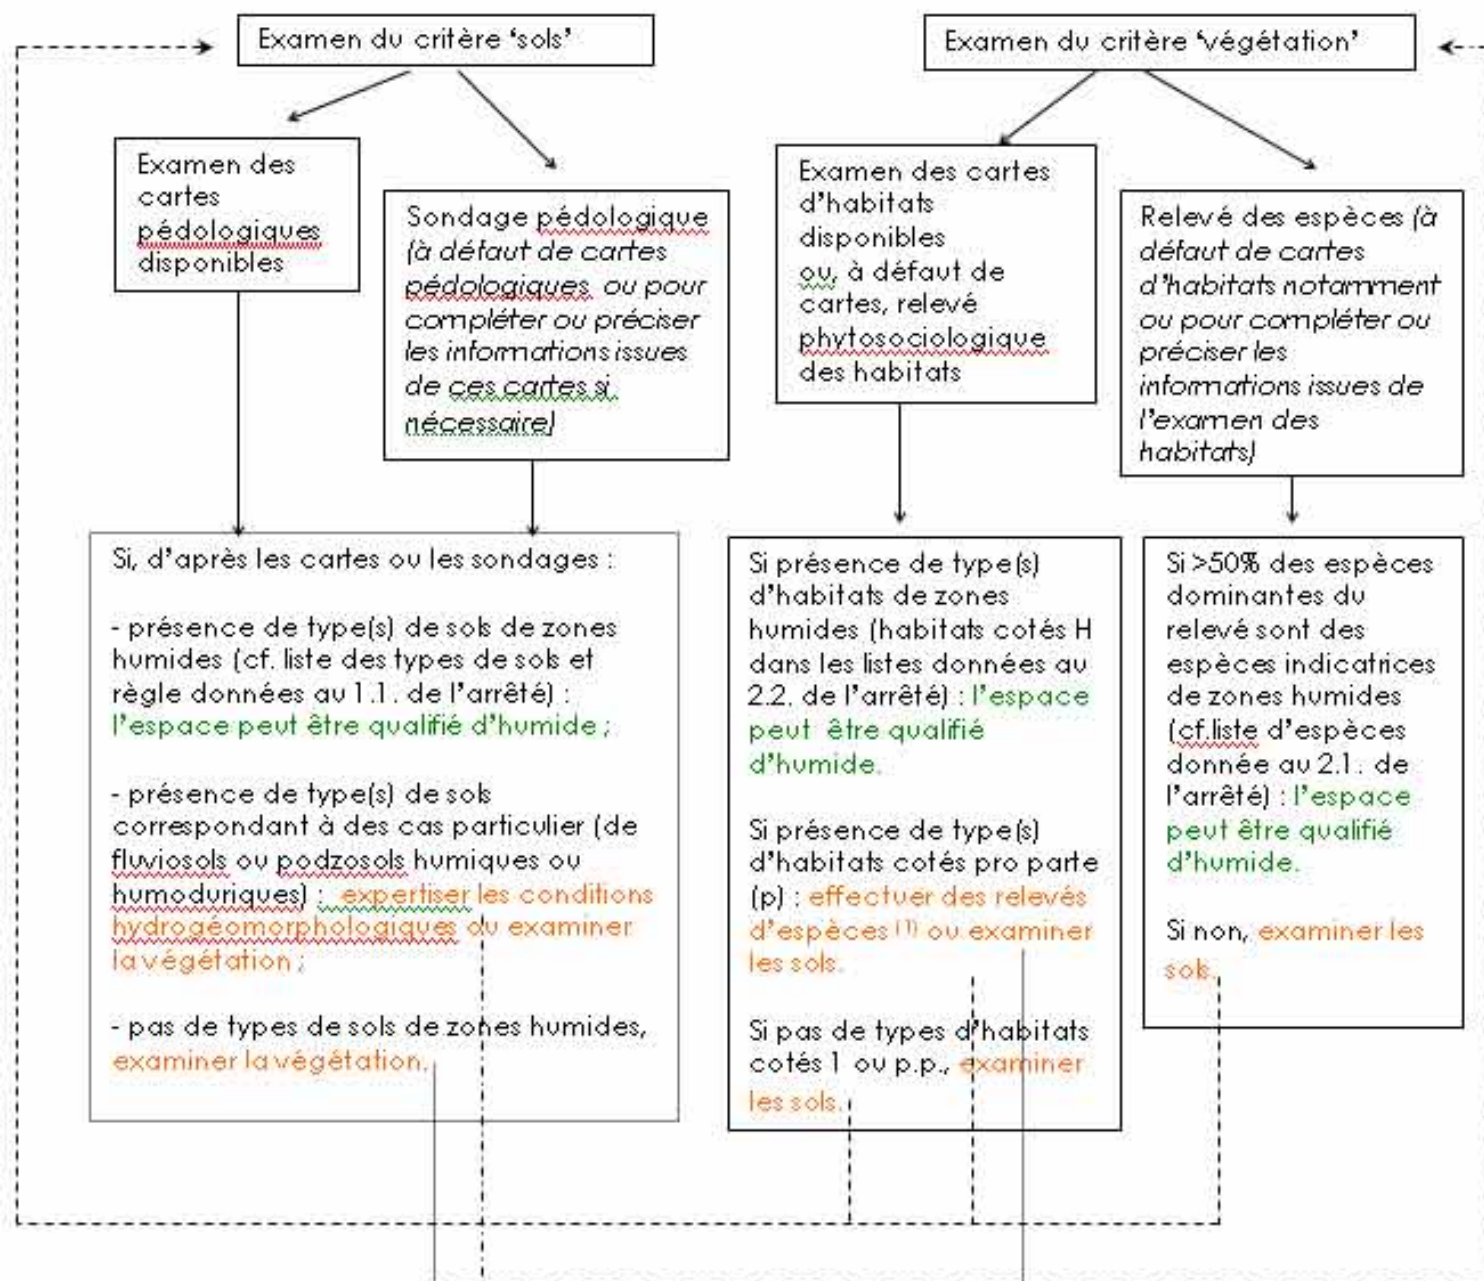 Examen du critère ‘sols’
Examen du critère ‘végétation’
Examen des
cartes
pédologiques
disponibles
Sondage pédologique
(à défaut de cartes
pédologiques ou pour
compléter ou préciser
les informations issues
de ces cartes si
nécessaire)
Examen des cartes
d’habitats
disponibles
ou, à défaut de
cartes, relevé
phytosociologique
des habitats
Relevé des espèces (à
défaut de cartes
d’habitats notamment
ou pour compléter ou
préciser les
informations issues de
l’examen des
habitats)
Si, d’après les cartes ou les sondages :
- présence de type(s) de sols de zones
humides (cf. liste des types de sols et
règle données au 1.1. de l’arrêté) :
l’espace peut être qualifié d’humide ;
- présence de type(s) de sols
correspondant à des cas particulier (de
fluviosols ou podzosols humiques ou
humoduriques) : expertiser les conditions
hydrogéomorphologiques ou examiner
la végétation ;
- pas de types de sols de zones humides,
examiner la végétation.
Si présence de type(s)
d’habitats de zones
humides (habitats cotés H
dans les listes données au
2.2. de l’arrêté) : l’espace
peut être qualifié
d’humide.
Si présence de type(s)
d’habitats cotés pro parte
(p) : effectuer des relevés
d’espèces (1) ou examiner
les sols.
Si pas de types d’habitats
cotés 1 ou p.p., examiner
les sols.
Si >50% des espèces
dominantes du
relevé sont des
espèces indicatrices
de zones humides
(cf.liste d’espèces
donnée au 2.1. de
l’arrêté) : l’espace
peut être qualifié
d’humide.
Si non, examiner les
sols.